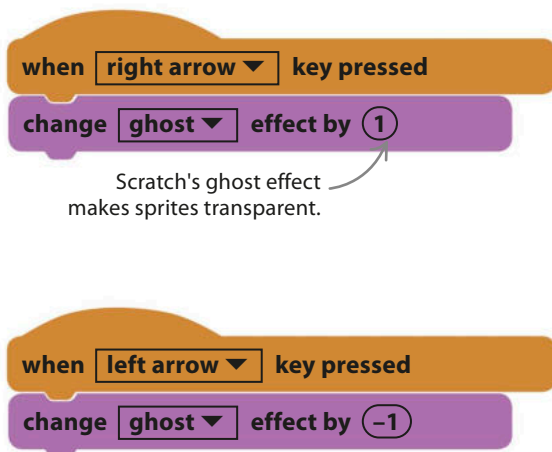 when right arrow key pressed
change ghost effect by 1
Scratch's ghost effect
makes sprites transparent.
when left arrow key pressed
change ghost effect by –1